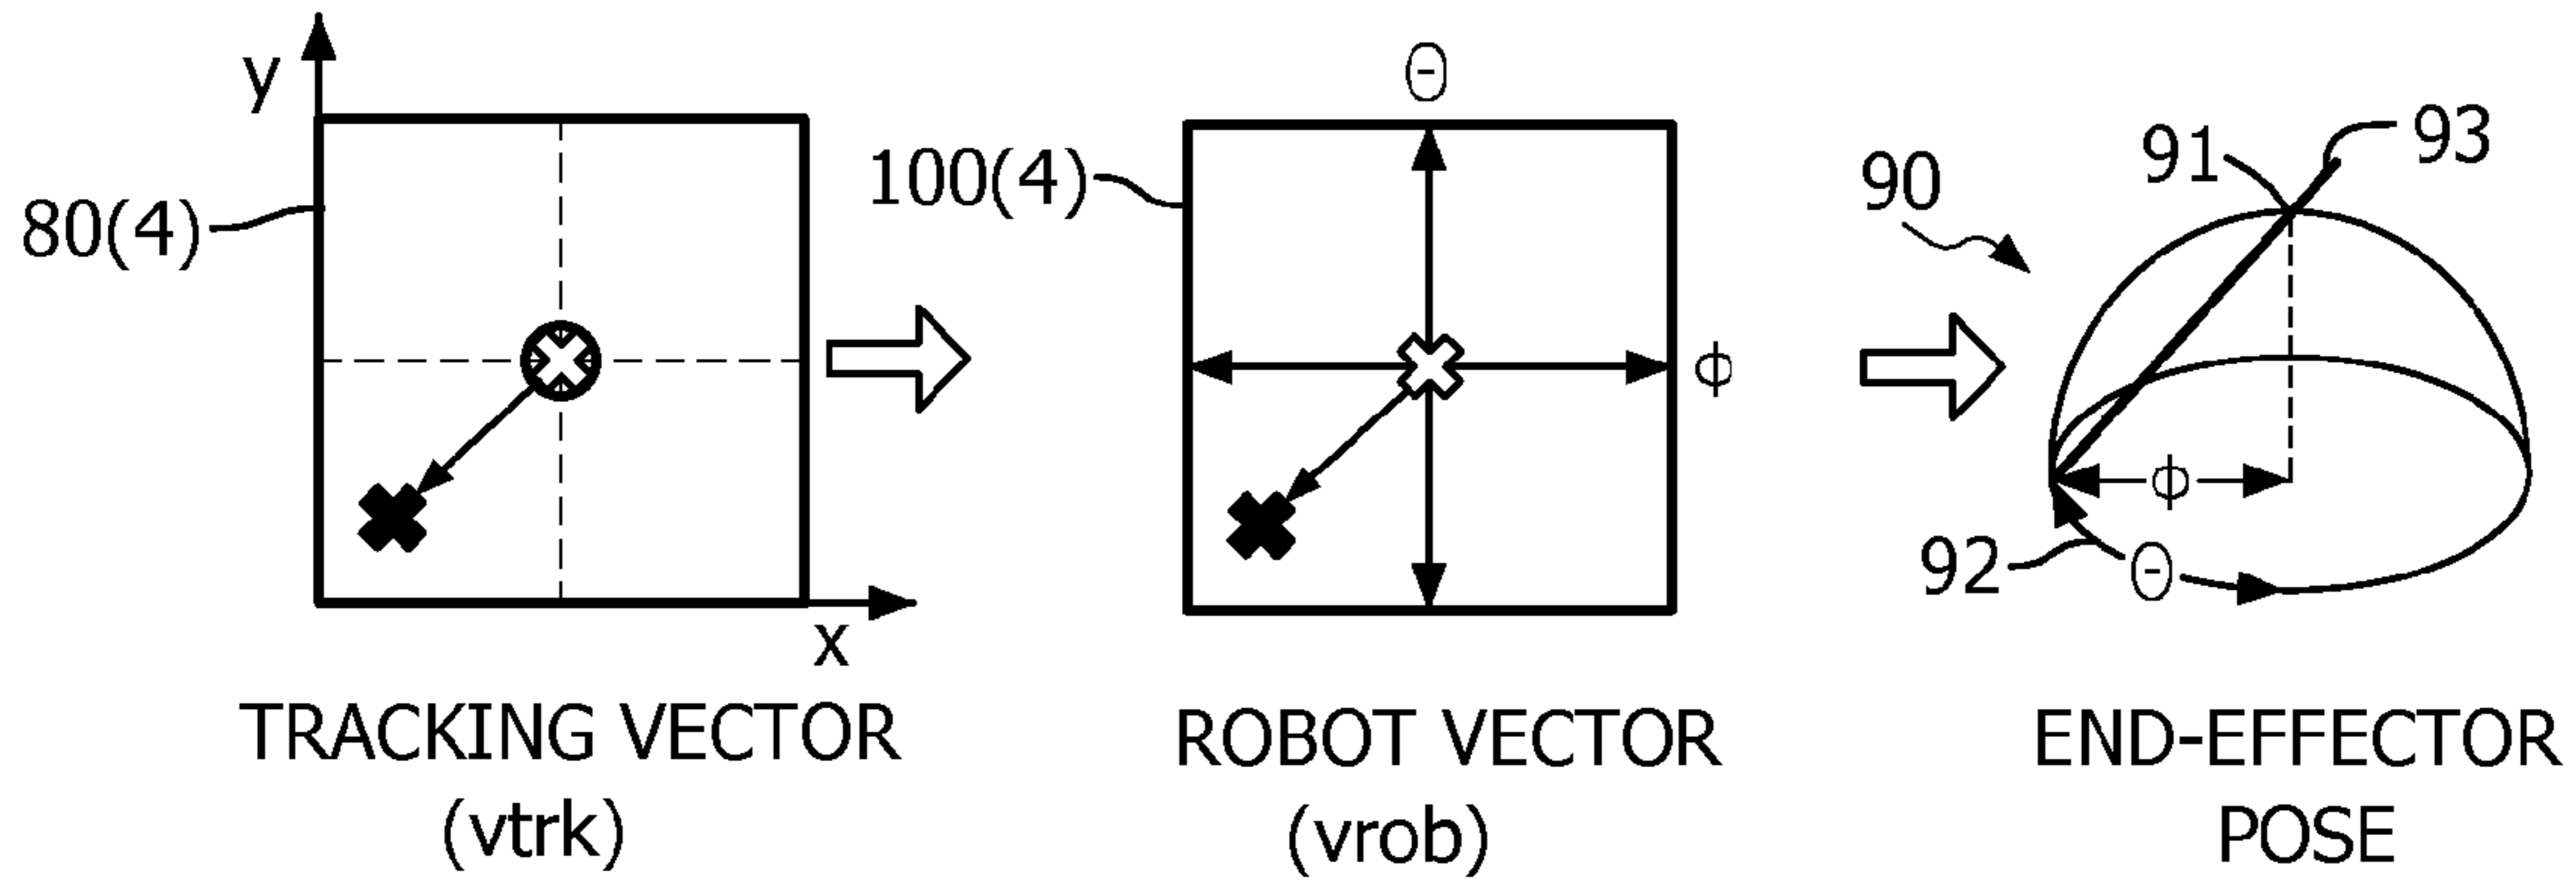 y
80(4)
x
TRACKING VECTOR
(vtrk)
Θ
100(4)
ϕ
ROBOT VECTOR
(vrob)
90
91
93
ϕ
92
Θ
END-EFFECTOR
POSE